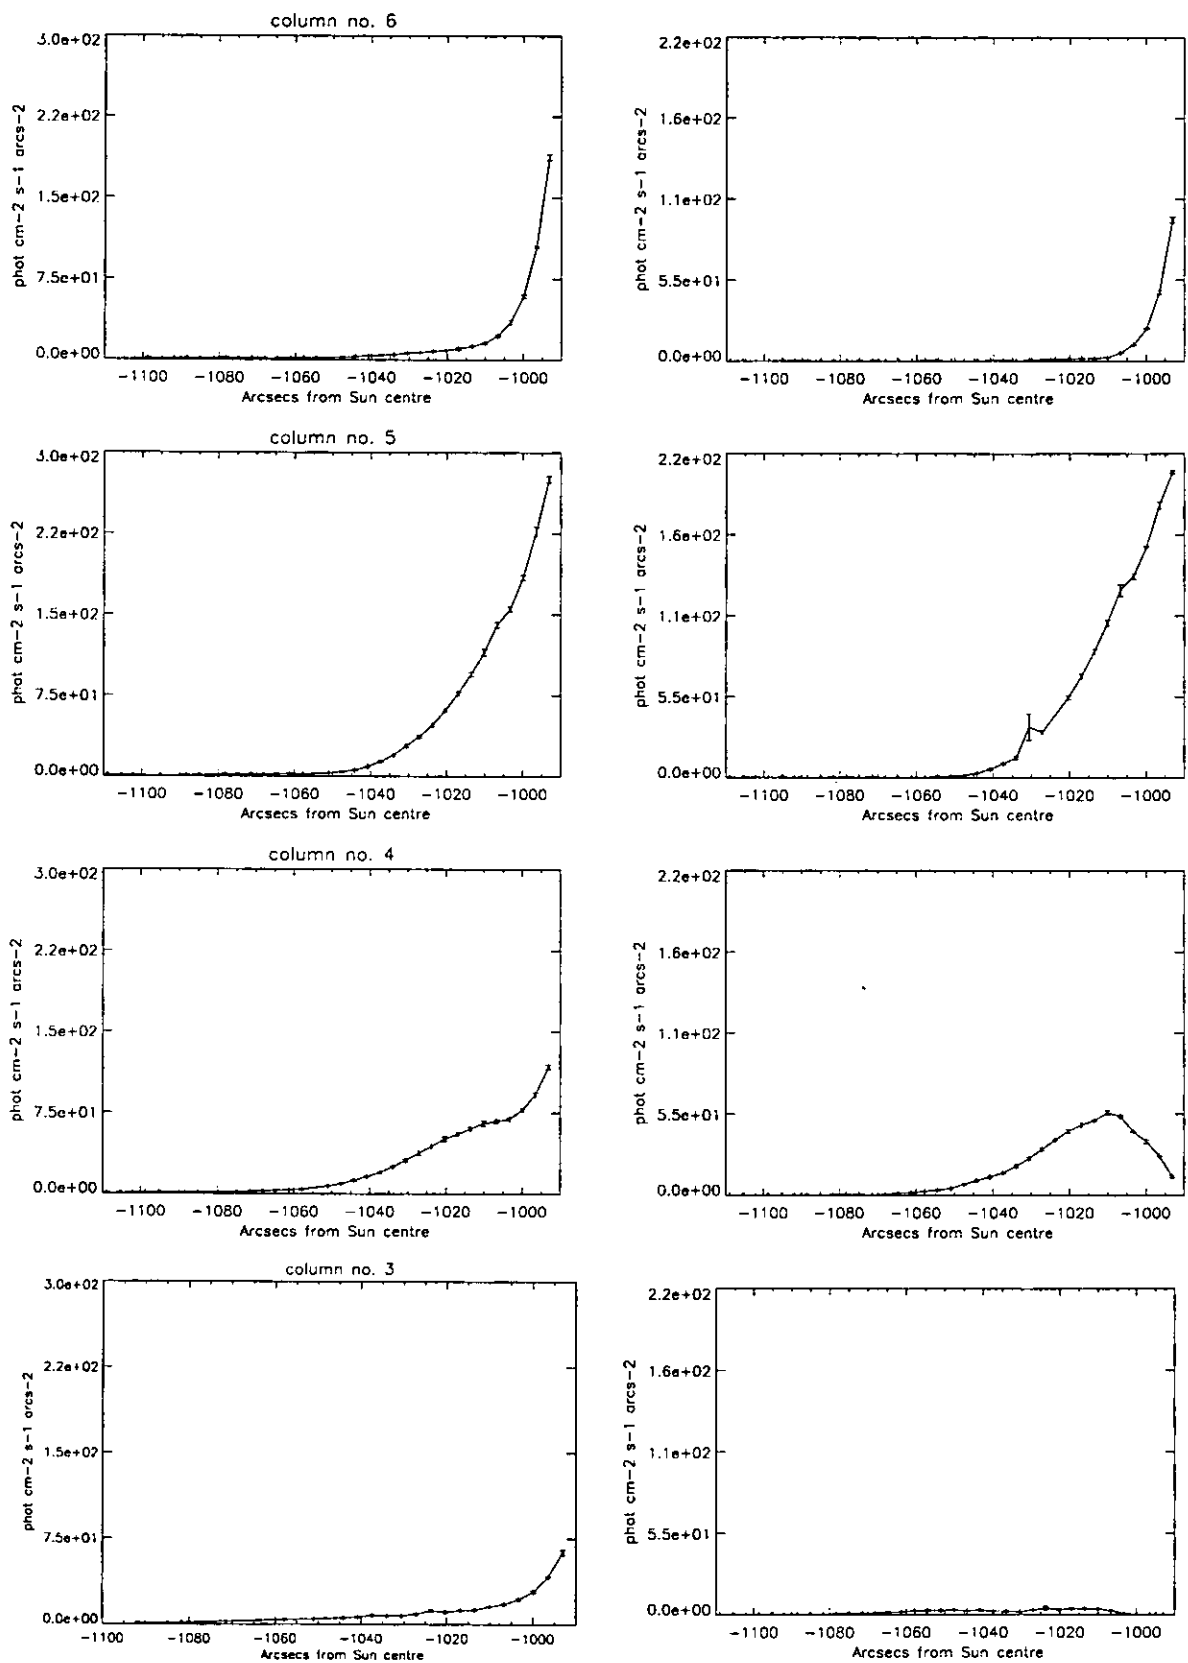 column no. 6
3.0e+02
2.2e+02
1.5e+02
7.5e+01
0.0e+00
phot cm-2 s-1 arcs-2
-1100 -1080 -1060 -1040 -1020 -1000
Arcsecs from Sun centre
2.2e+02
1.6e+02
1.1e+02
5.5e+01
0.0e+00
phot cm-2 s-1 arcs-2
-1100 -1080 -1060 -1040 -1020 -1000
Arcsecs from Sun centre
column no. 5
3.0e+02
2.2e+02
1.5e+02
7.5e+01
0.0e+00
phot cm-2 s-1 arcs-2
-1100 -1080 -1060 -1040 -1020 -1000
Arcsecs from Sun centre
2.2e+02
1.6e+02
1.1e+02
5.5e+01
0.0e+00
phot cm-2 s-1 arcs-2
-1100 -1080 -1060 -1040 -1020 -1000
Arcsecs from Sun centre
column no. 4
3.0e+02
2.2e+02
1.5e+02
7.5e+01
0.0e+00
phot cm-2 s-1 arcs-2
-1100 -1080 -1060 -1040 -1020 -1000
Arcsecs from Sun centre
2.2e+02
1.6e+02
1.1e+02
5.5e+01
0.0e+00
phot cm-2 s-1 arcs-2
-1100 -1080 -1060 -1040 -1020 -1000
Arcsecs from Sun centre
column no. 3
3.0e+02
2.2e+02
1.5e+02
7.5e+01
0.0e+00
phot cm-2 s-1 arcs-2
-1100 -1080 -1060 -1040 -1020 -1000
Arcsecs from Sun centre
2.2e+02
1.6e+02
1.1e+02
5.5e+01
0.0e+00
phot cm-2 s-1 arcs-2
-1100 -1080 -1060 -1040 -1020 -1000
Arcsecs from Sun centre